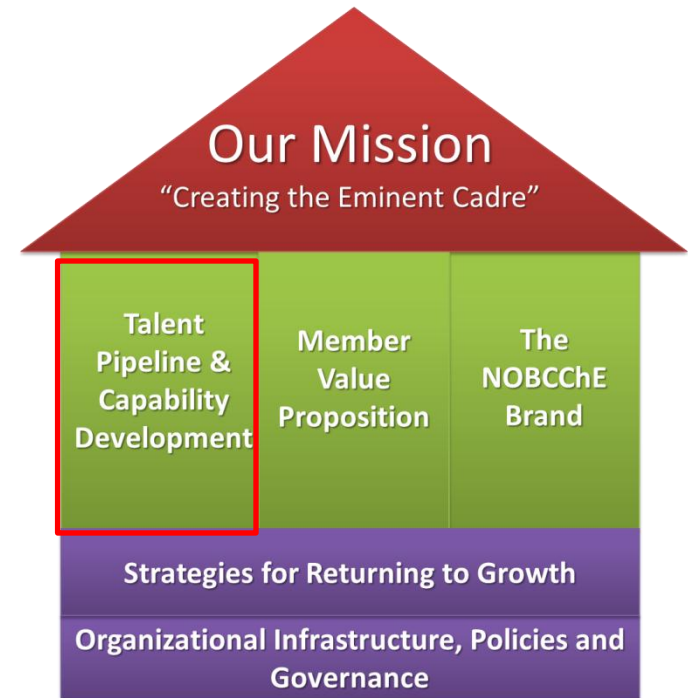 Our Mission
“Creating the Eminent Cadre”
Talent
Pipeline &
Capability
Development
Member
Value
Proposition
The
NOBCChE
Brand
Strategies for Returning to Growth
Organizational Infrastructure, Policies and
Governance